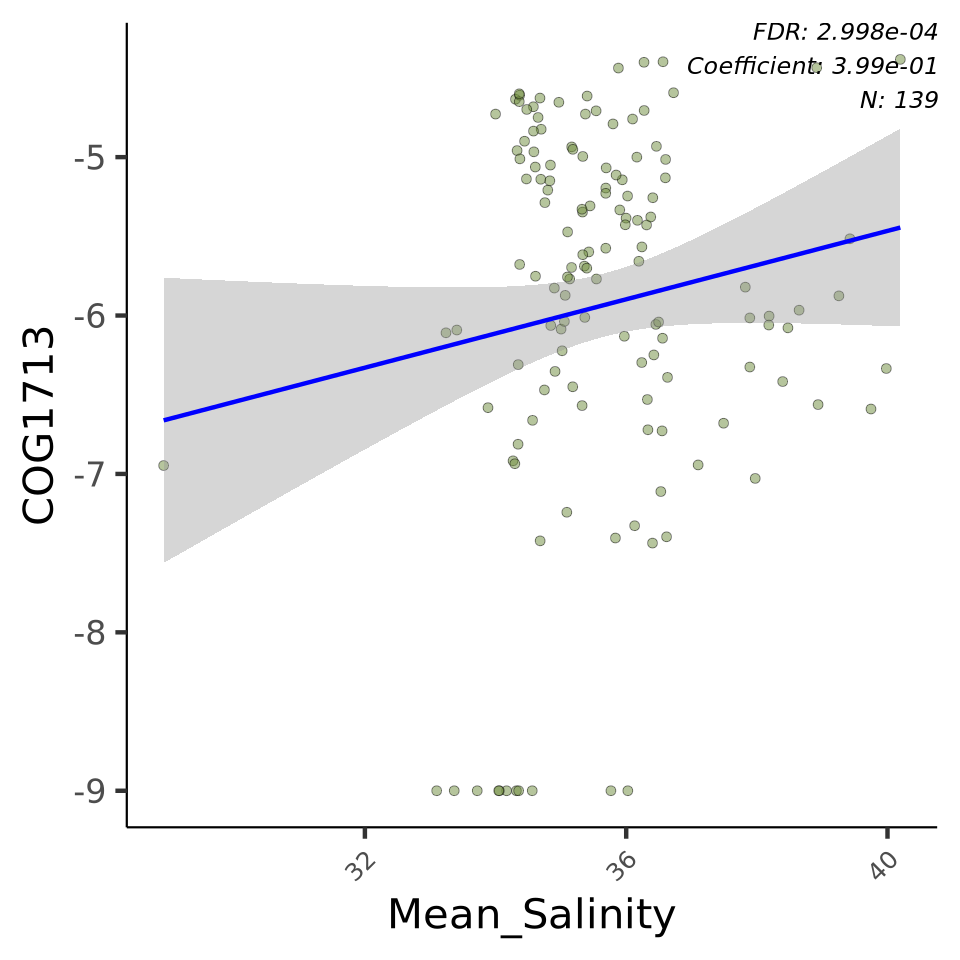 FDR: 2.998e-04
Coefficient: 3.99e-01
N: 139
-5
-6
-7
-8
-9
COG1713
32
36
40
Mean_Salinity